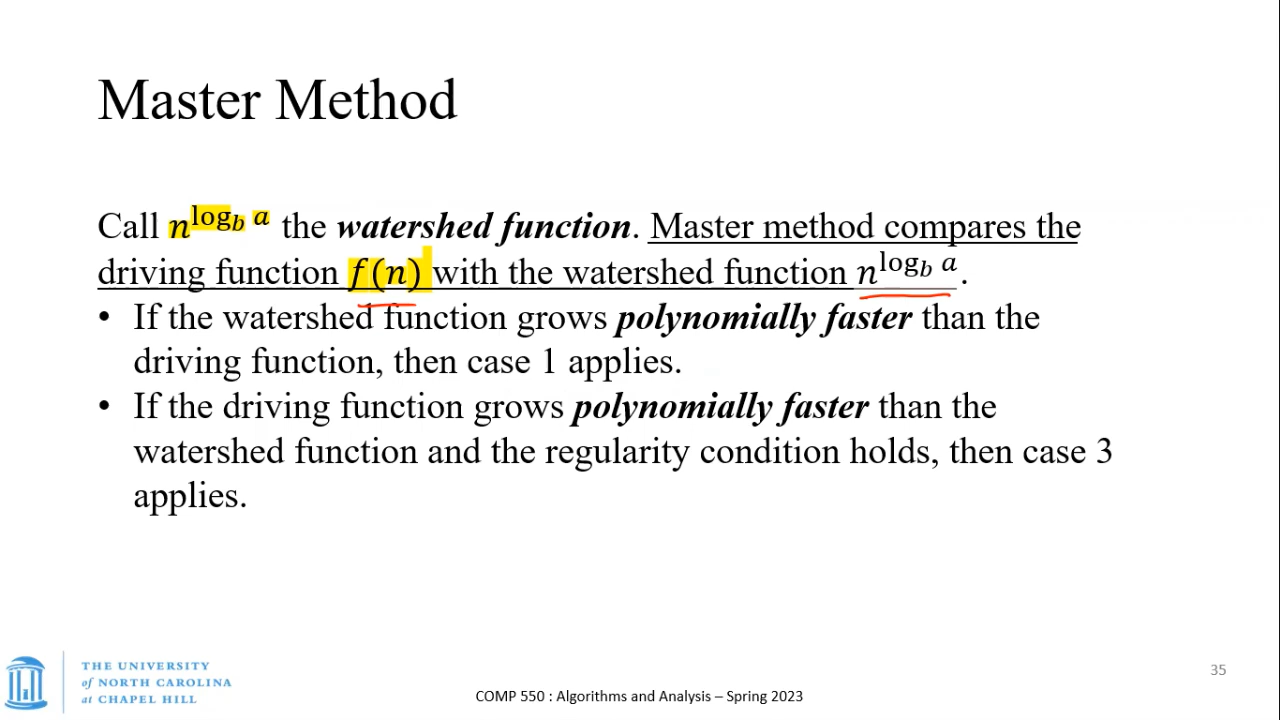 Master Method
Call n^{log_b a} the watershed function. Master method compares the
driving function f(n) with the watershed function n^{log_b a}.
• If the watershed function grows polynomially faster than the
driving function, then case 1 applies.
• If the driving function grows polynomially faster than the
watershed function and the regularity condition holds, then case 3
applies.
THE UNIVERSITY
of NORTH CAROLINA
at CHAPEL HILL
COMP 550 : Algorithms and Analysis – Spring 2023
35